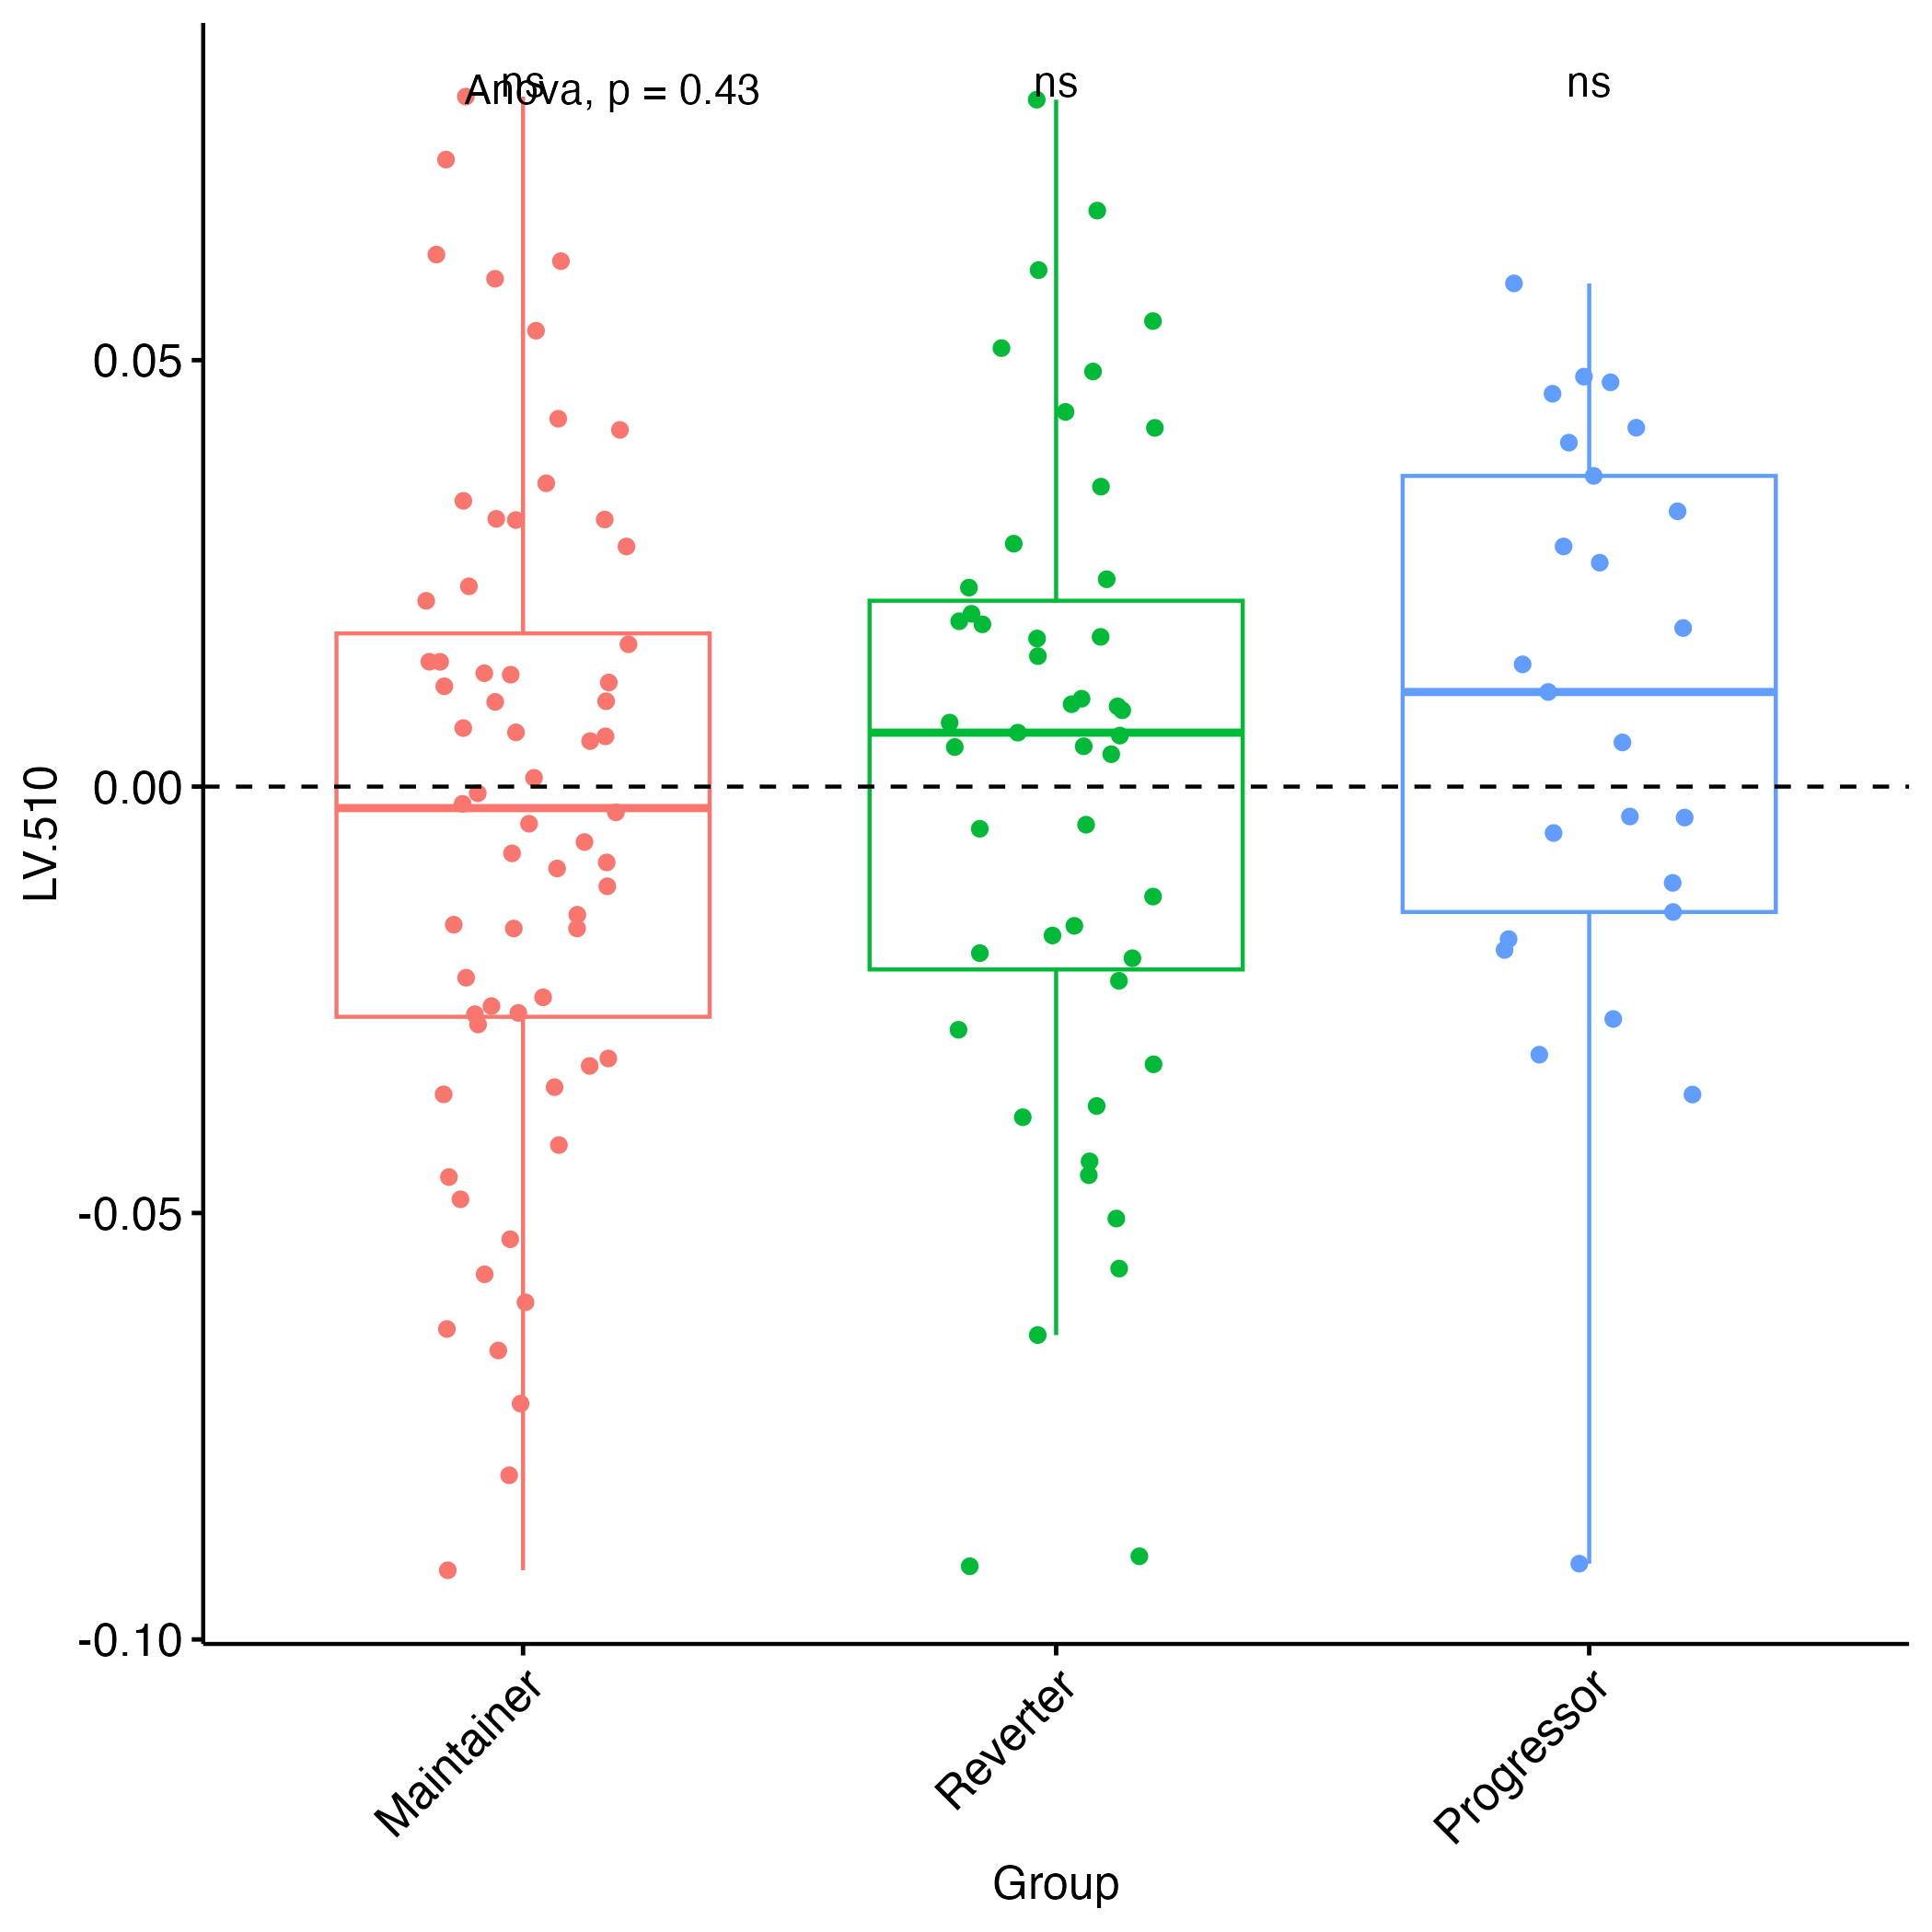 ns
Anova, p = 0.43
ns
ns
0.05
0.00
-0.05
-0.10
LV.510
Maintainer
Reverter
Progressor
Group